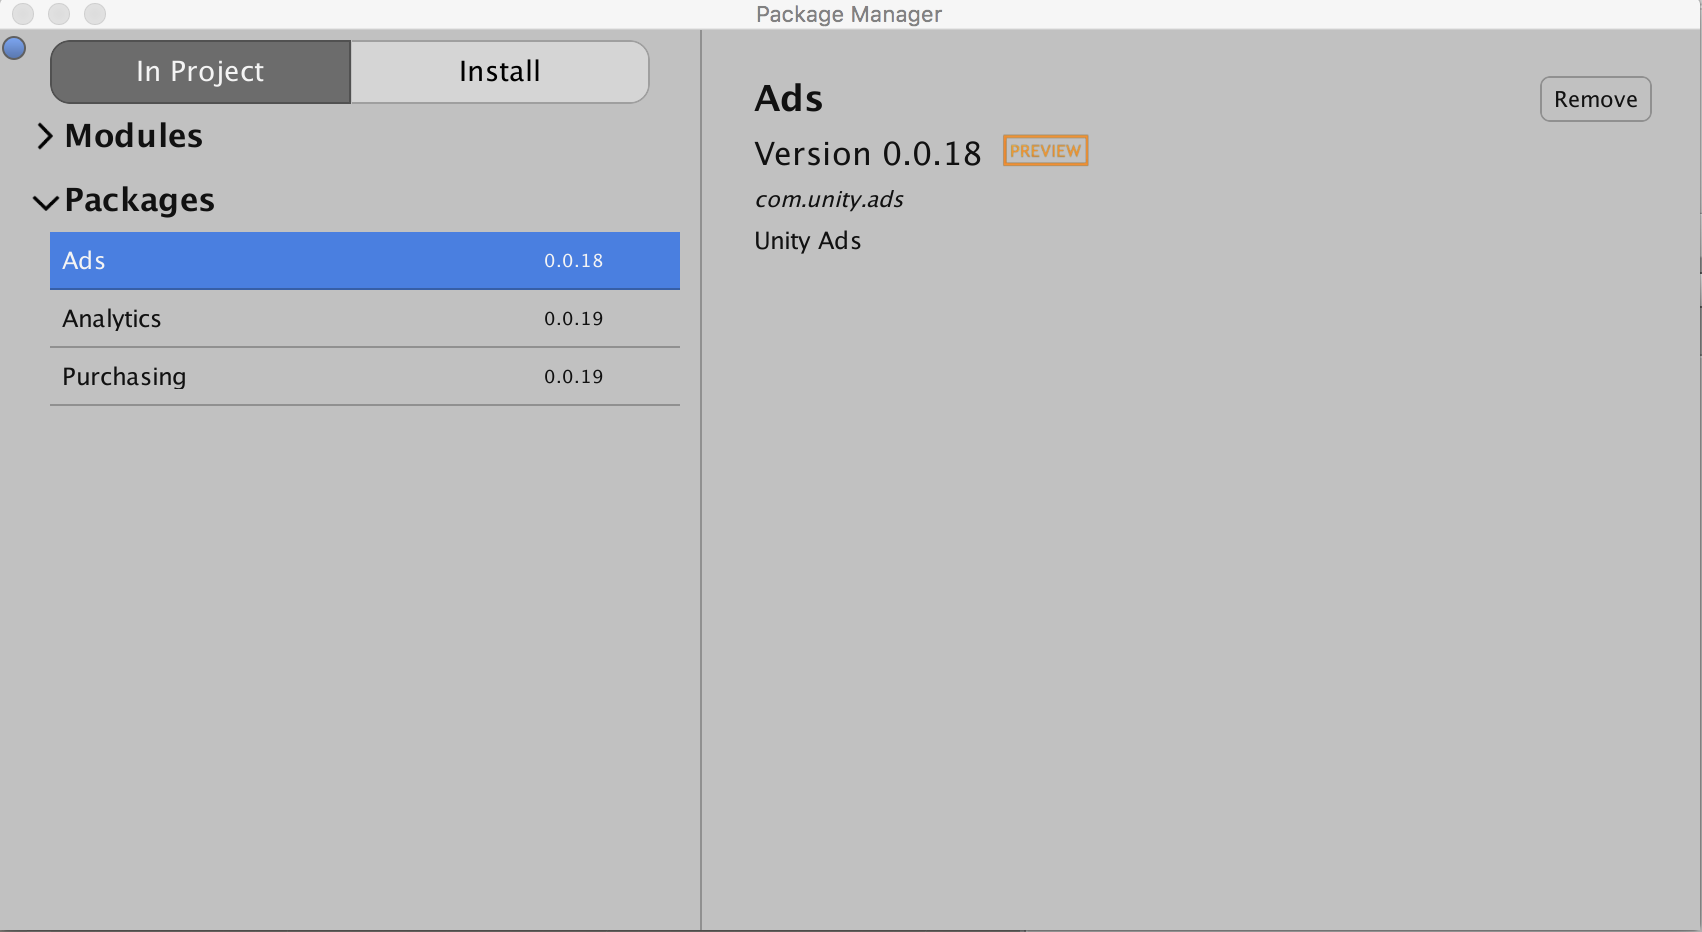 Package Manager
In Project Install
Modules
Packages
Ads 0.0.18
Analytics 0.0.19
Purchasing 0.0.19
Ads
Remove
Version 0.0.18 PREVIEW
com.unity.ads
Unity Ads